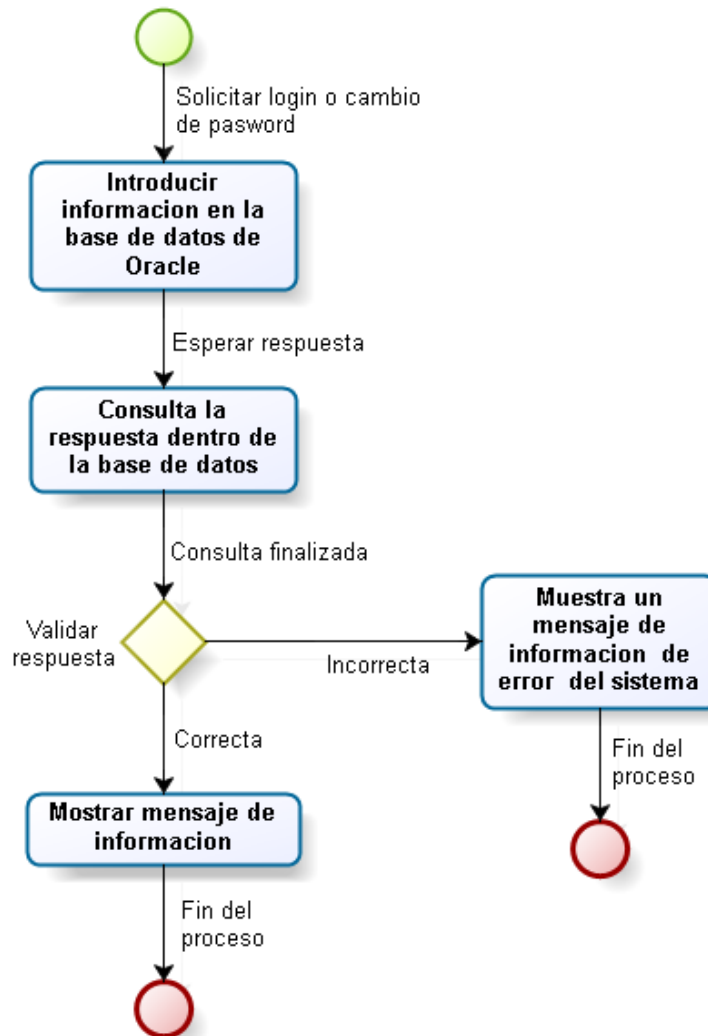 Solicitar login o cambio
de pasword
Introducir
informacion en la
base de datos de
Oracle
Esperar respuesta
Consulta la
respuesta dentro de
la base de datos
Consulta finalizada
Validar
respuesta
Incorrecta
Muestra un
mensaje de
informacion de
error del sistema
Correcta
Fin del
proceso
Mostrar mensaje de
informacion
Fin del
proceso